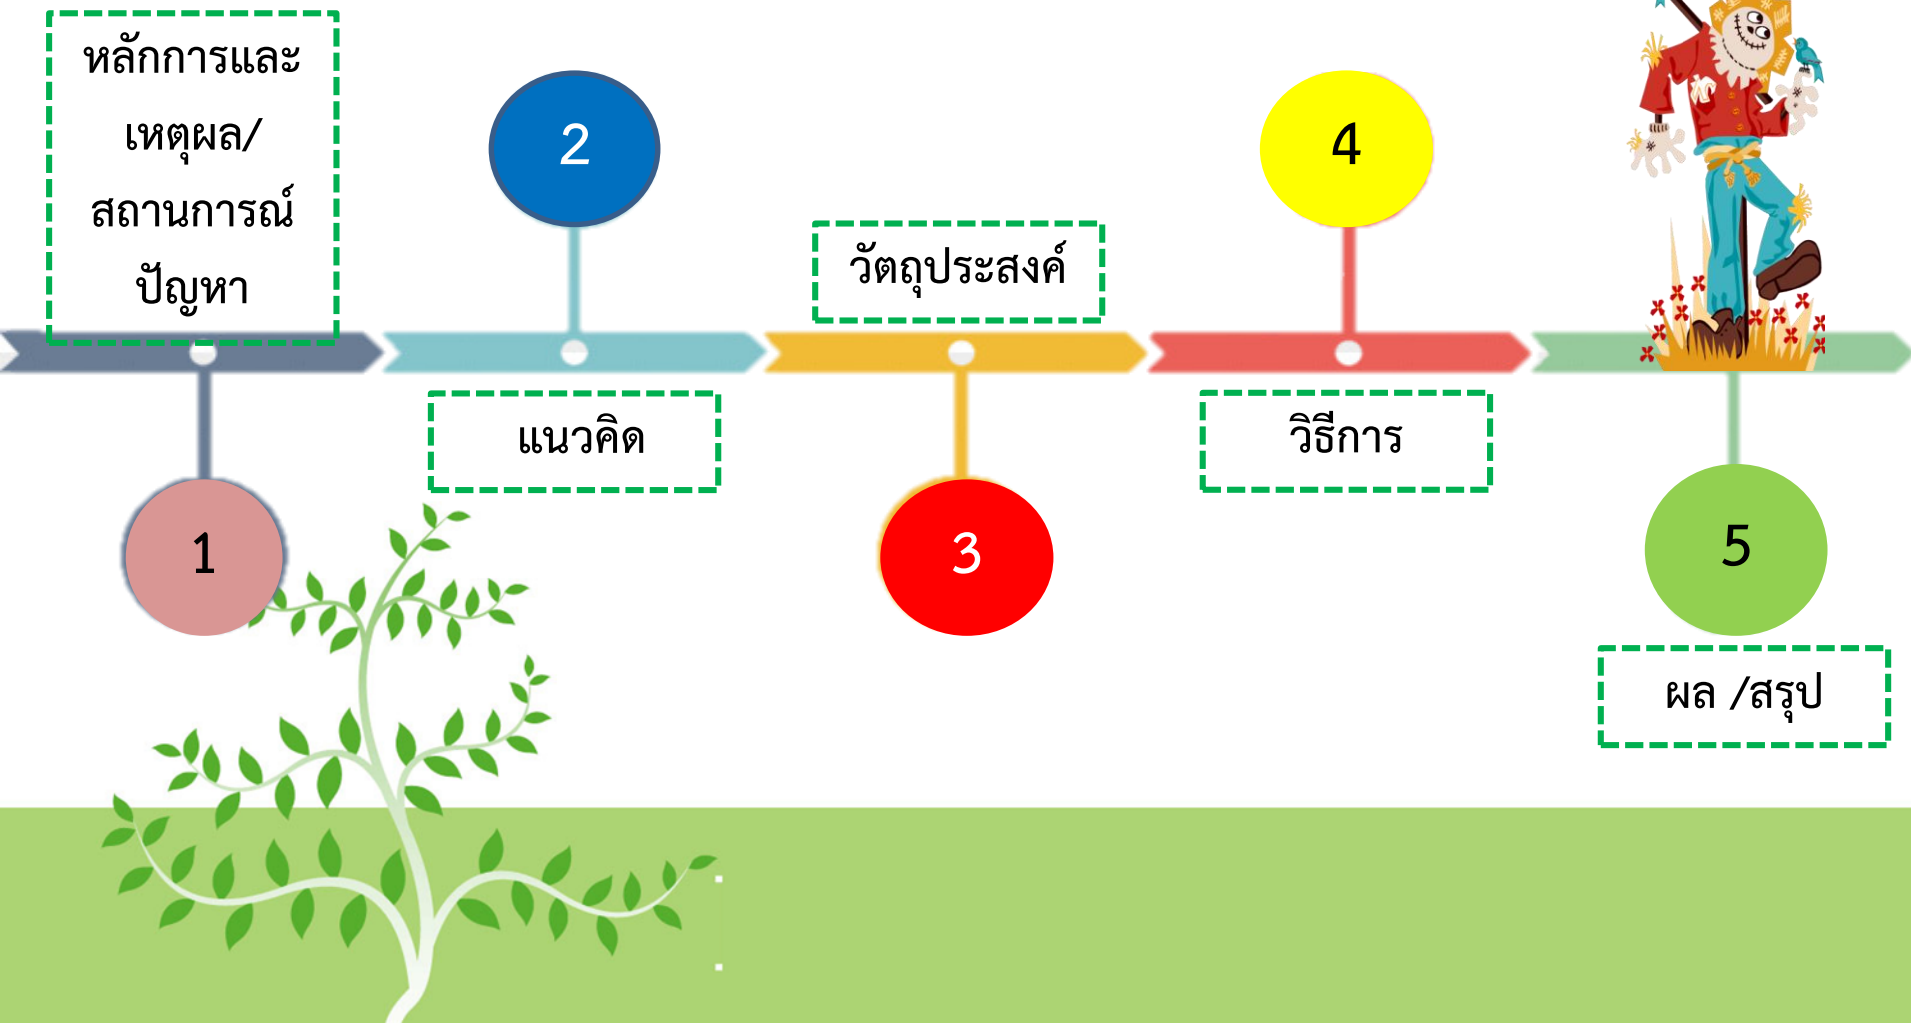 หลักการและ
เหตุผล/
สถานการณ์
ปัญหา
1
2
แนวคิด
วัตถุประสงค์
3
4
วิธีการ
5
ผล /สรุป